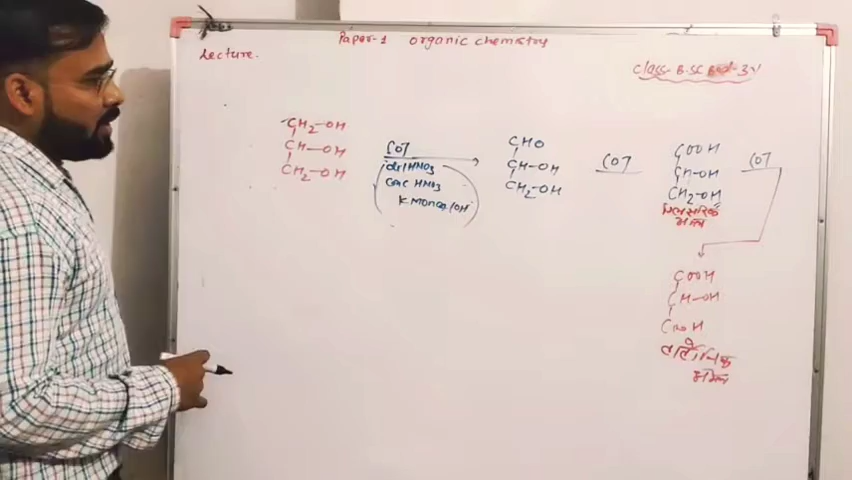 Paper-1 organic chemistry
Lecture.
Class B.SC
CH2-OH
CH-OH
CH2-OH
[O]
dil HNO3
Conc HNO3
KMnO4/OH
CHO
CH-OH
CH2-OH
[O]
COOH
CH-OH
CH2-OH
ग्लिसरिक
अम्ल
[O]
COOH
CH-OH
COOH
अम्ल